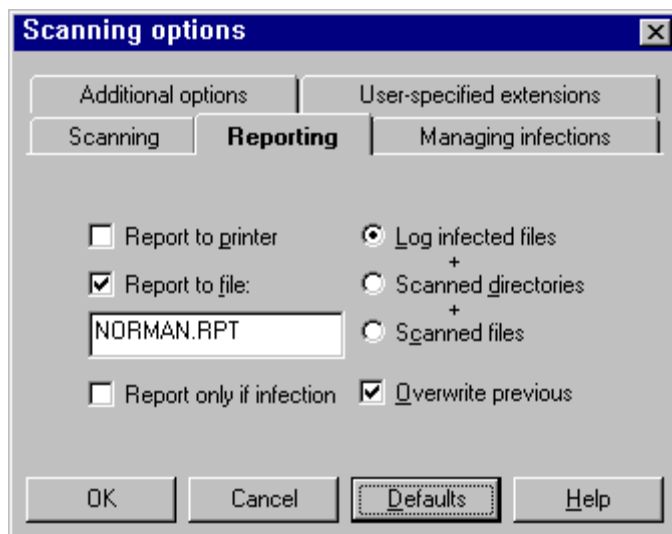 Scanning options
Additional options User-specified extensions
Scanning Reporting Managing infections
Report to printer Log infected files
+
Report to file: Scanned directories
+
NORMAN.RPT Scanned files
Report only if infection Overwrite previous
OK Cancel Defaults Help